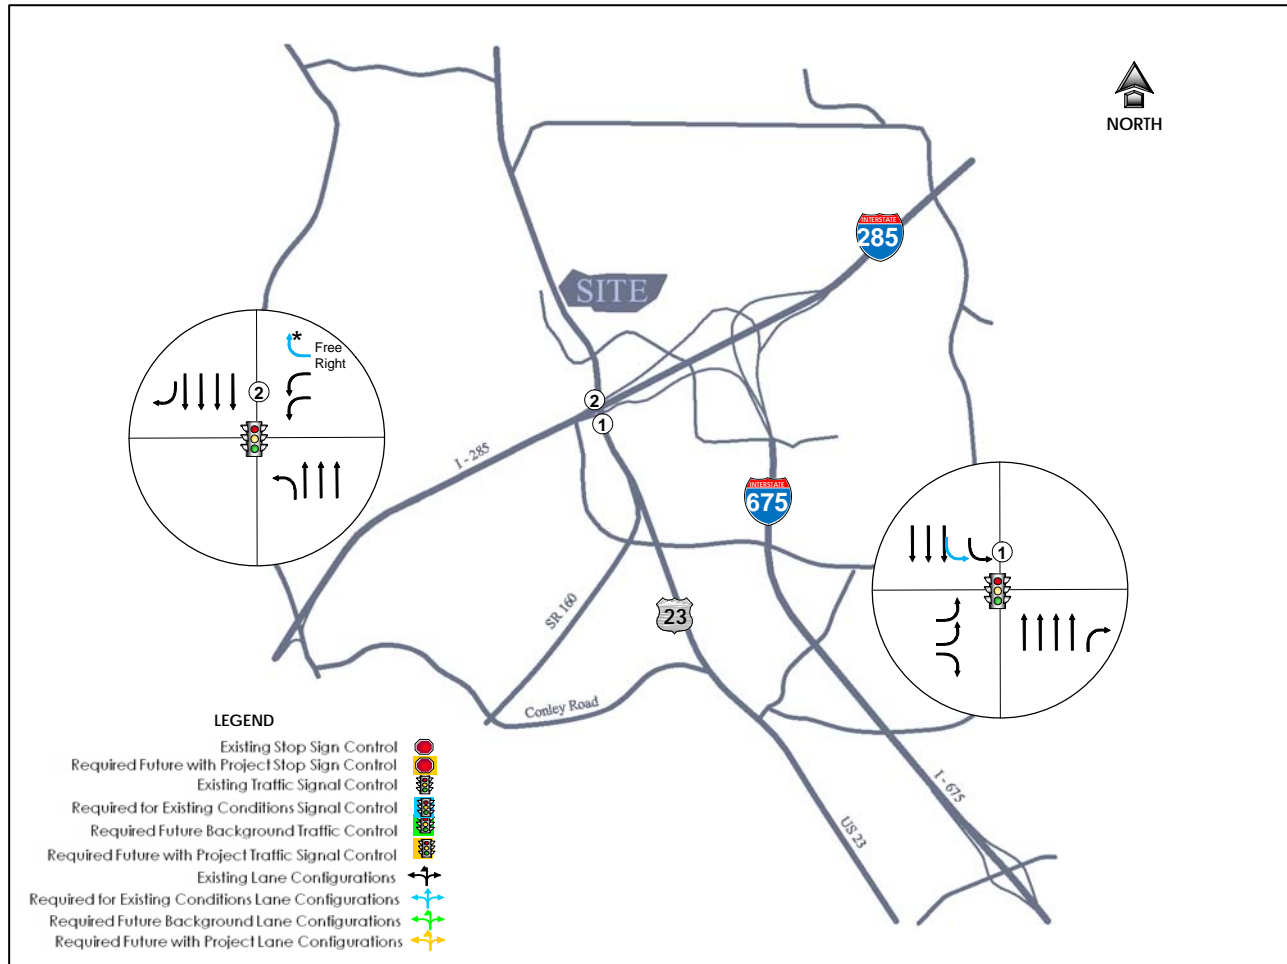 NORTH
INTERSTATE
285
SITE
*
Free
Right
2
2
1
I - 285
INTERSTATE
675
1
SR 160
23
Conley Road
I - 675
US 23
LEGEND
Existing Stop Sign Control
Required Future with Project Stop Sign Control
Existing Traffic Signal Control
Required for Existing Conditions Signal Control
Required Future Background Traffic Control
Required Future with Project Traffic Signal Control
Existing Lane Configurations
Required for Existing Conditions Lane Configurations
Required Future Background Lane Configurations
Required Future with Project Lane Configurations